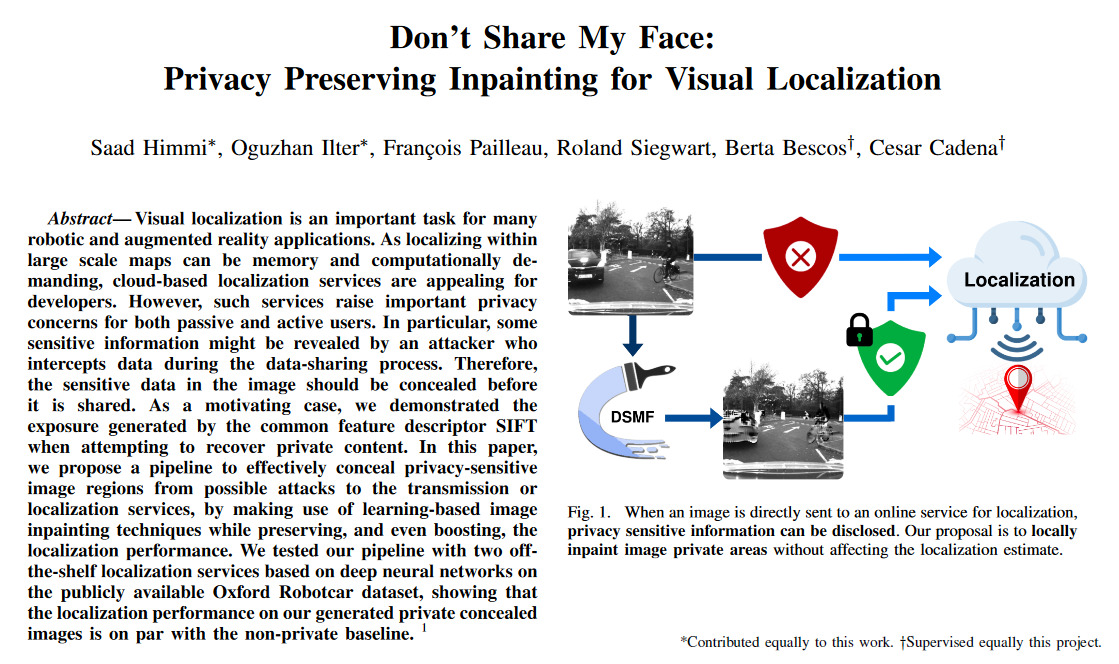 Don't Share My Face:
Privacy Preserving Inpainting for Visual Localization
Saad Himmi*, Oguzhan Ilter*, François Pailleau, Roland Siegwart, Berta Bescos†, Cesar Cadena†
Abstract— Visual localization is an important task for many
robotic and augmented reality applications. As localizing within
large scale maps can be memory and computationally de-
manding, cloud-based localization services are appealing for
developers. However, such services raise important privacy
concerns for both passive and active users. In particular, some
sensitive information might be revealed by an attacker who
intercepts data during the data-sharing process. Therefore,
the sensitive data in the image should be concealed before
it is shared. As a motivating case, we demonstrated the
exposure generated by the common feature descriptor SIFT
when attempting to recover private content. In this paper,
we propose a pipeline to effectively conceal privacy-sensitive
image regions from possible attacks to the transmission or
localization services, by making use of learning-based image
inpainting techniques while preserving, and even boosting, the
localization performance. We tested our pipeline with two off-
the-shelf localization services based on deep neural networks on
the publicly available Oxford Robotcar dataset, showing that
the localization performance on our generated private concealed
images is on par with the non-private baseline. 1
Localization
DSMF
Fig. 1. When an image is directly sent to an online service for localization,
privacy sensitive information can be disclosed. Our proposal is to locally
inpaint image private areas without affecting the localization estimate.
*Contributed equally to this work. †Supervised equally this project.